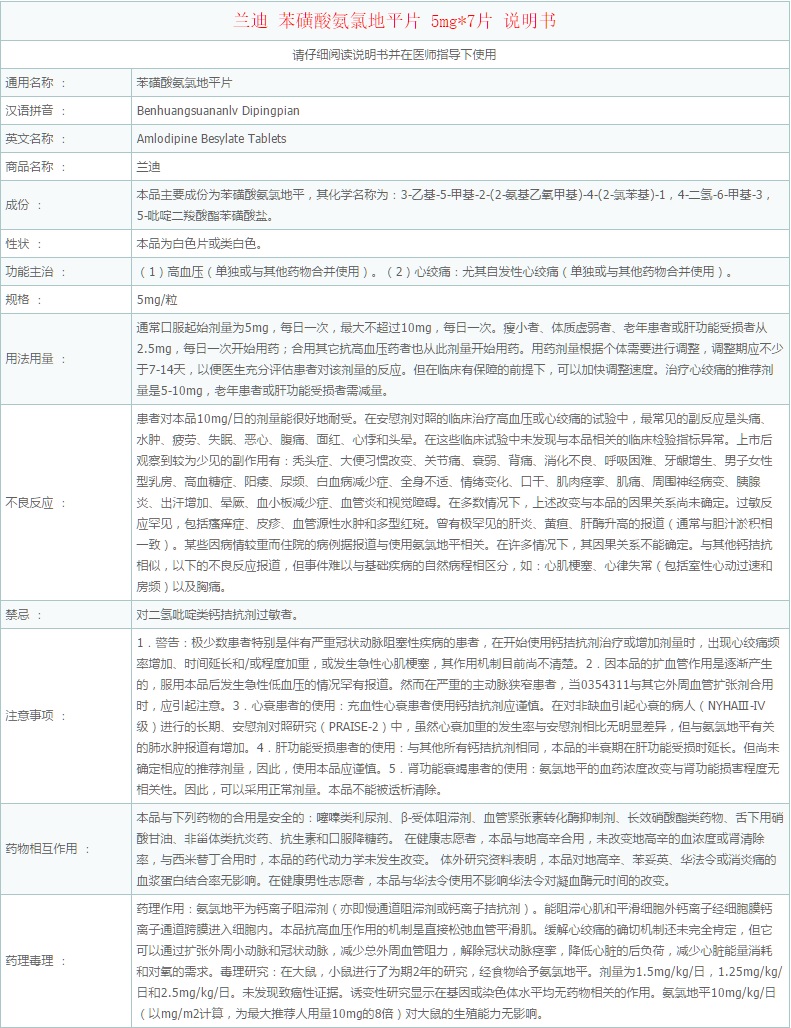 兰迪 苯磺酸氨氯地平片 5mg*7片 说明书
请仔细阅读说明书并在医师指导下使用
通用名称 ： 苯磺酸氨氯地平片
汉语拼音 ： Benhuangsuananlv Dipingpian
英文名称 ： Amlodipine Besylate Tablets
商品名称 ： 兰迪
成份 ： 本品主要成份为苯磺酸氨氯地平，其化学名称为：3-乙基-5-甲基-2-(2-氨基乙氧甲基)-4-(2-氯苯基)-1，4-二氢-6-甲基-3，
5-吡啶二羧酸酯苯磺酸盐。
性状 ： 本品为白色片或类白色。
功能主治 ： （1）高血压（单独或与其他药物合并使用）。（2）心绞痛：尤其自发性心绞痛（单独或与其他药物合并使用）。
规格 ： 5mg/粒
用法用量 ： 通常口服起始剂量为5mg，每日一次，最大不超过10mg，每日一次。瘦小者、体质虚弱者、老年患者或肝功能受损者从
2.5mg，每日一次开始用药；合用其它抗高血压药者也从此剂量开始用药。用药剂量根据个体需要进行调整，调整期应不少
于7-14天，以便医生充分评估患者对该剂量的反应。但在临床有保障的前提下，可以加快调整速度。治疗心绞痛的推荐剂
量是5-10mg，老年患者或肝功能受损者需减量。
不良反应 ： 患者对本品10mg/日的剂量能很好地耐受。在安慰剂对照的临床治疗高血压或心绞痛的试验中，最常见的副反应是头痛、
水肿、疲劳、失眠、恶心、腹痛、面红、心悸和头晕。在这些临床试验中未发现与本品相关的临床检验指标异常。上市后
观察到较为少见的副作用有：秃头症、大便习惯改变、关节痛、衰弱、背痛、消化不良、呼吸困难、牙龈增生、男子女性
型乳房、高血糖症、阳痿、尿频、白血病减少症、全身不适、情绪变化、口干、肌肉痉挛、肌痛、周围神经病变、胰腺
炎、出汗增加、晕厥、血小板减少症、血管炎和视觉障碍。在多数情况下，上述改变与本品的因果关系尚未确定。过敏反
应罕见，包括瘙痒症、皮疹、血管源性水肿和多型红斑。曾有极罕见的肝炎、黄疸、肝酶升高的报道（通常与胆汁淤积相
一致）。某些因病情较重而住院的病例据报道与使用氨氯地平相关。在许多情况下，其因果关系不能确定。与其他钙拮抗
相似，以下的不良反应报道，但事件难以与基础疾病的自然病程相区分，如：心肌梗塞、心律失常（包括室性心动过速和
房颤）以及胸痛。
禁忌 ： 对二氢吡啶类钙拮抗剂过敏者。
注意事项 ： 1．警告：极少数患者特别是伴有严重冠状动脉阻塞性疾病的患者，在开始使用钙拮抗剂治疗或增加剂量时，出现心绞痛频
率增加、时间延长和/或程度加重，或发生急性心肌梗塞，其作用机制目前尚不清楚。2．因本品的扩血管作用是逐渐产生
的，服用本品后发生急性低血压的情况罕有报道。然而在严重的主动脉狭窄患者，当0354311与其它外周血管扩张剂合用
时，应引起注意。3．心衰患者的使用：充血性心衰患者使用钙拮抗剂应谨慎。在对非缺血引起心衰的病人（NYHAⅢ-Ⅳ
级）进行的长期、安慰剂对照研究（PRAISE-2）中，虽然心衰加重的发生率与安慰剂相比无明显差异，但与氨氯地平有关
的肺水肿报道有增加。4．肝功能受损患者的使用：与其他所有钙拮抗剂相同，本品的半衰期在肝功能受损时延长。但尚未
确定相应的推荐剂量，因此，使用本品应谨慎。5．肾功能衰竭患者的使用：氨氯地平的血药浓度改变与肾功能损害程度无
相关性。因此，可以采用正常剂量。本品不能被透析清除。
药物相互作用 ： 本品与下列药物的合用是安全的：噻嗪类利尿剂、β-受体阻滞剂、血管紧张素转化酶抑制剂、长效硝酸酯类药物、舌下用硝
酸甘油、非甾体类抗炎药、抗生素和口服降糖药。 在健康志愿者，本品与地高辛合用，未改变地高辛的血浓度或肾清除
率，与西米替丁合用时，本品的药代动力学未发生改变。 体外研究资料表明，本品对地高辛、苯妥英、华法令或消炎痛的
血浆蛋白结合率无影响。在健康男性志愿者，本品与华法令使用不影响华法令对凝血酶元时间的改变。
药理毒理 ： 药理作用：氨氯地平为钙离子阻滞剂（亦即慢通道阻滞剂或钙离子拮抗剂）。能阻滞心肌和平滑细胞外钙离子经细胞膜钙
离子通道跨膜进入细胞内。本品抗高血压作用的机制是直接松弛血管平滑肌。缓解心绞痛的确切机制还未完全肯定，但它
可以通过扩张外周小动脉和冠状动脉，减少总外周血管阻力，解除冠状动脉痉挛，降低心脏的后负荷，减少心脏能量消耗
和对氧的需求。毒理研究：在大鼠，小鼠进行了为期2年的研究，经食物给予氨氯地平。剂量为1.5mg/kg/日，1.25mg/kg/
日和2.5mg/kg/日。未发现致癌性证据。诱变性研究显示在基因或染色体水平均无药物相关的作用。氨氯地平10mg/kg/日
（以mg/m2计算，为最大推荐人用量10mg的8倍）对大鼠的生殖能力无影响。